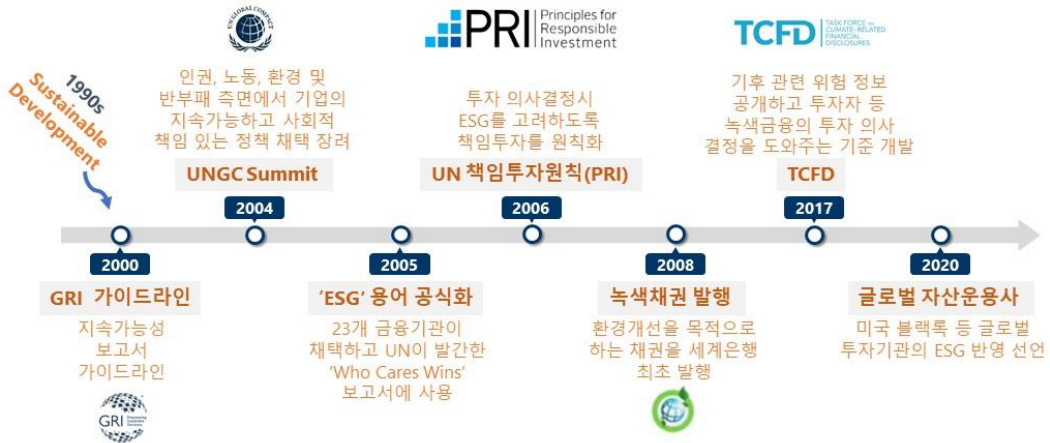 UN GLOBAL COMPACT
PRI
Principles for
Responsible
Investment
TCFD
TASK FORCE on
CLIMATE-RELATED
FINANCIAL
DISCLOSURES
1990s
Sustainable
Development
인권, 노동, 환경 및
반부패 측면에서 기업의
지속가능하고 사회적
책임 있는 정책 채택 장려
UNGC Summit
2004
투자 의사결정시
ESG를 고려하도록
책임투자를 원칙화
UN 책임투자원칙(PRI)
2006
기후 관련 위험 정보
공개하고 투자자 등
녹색금융의 투자 의사
결정을 도와주는 기준 개발
TCFD
2017
2000
GRI 가이드라인
지속가능성
보고서
가이드라인
GRI
2005
'ESG' 용어 공식화
23개 금융기관이
채택하고 UN이 발간한
'Who Cares Wins'
보고서에 사용
2008
녹색채권 발행
환경개선을 목적으로
하는 채권을 세계은행
최초 발행
2020
글로벌 자산운용사
미국 블랙록 등 글로벌
투자기관의 ESG 반영 선언